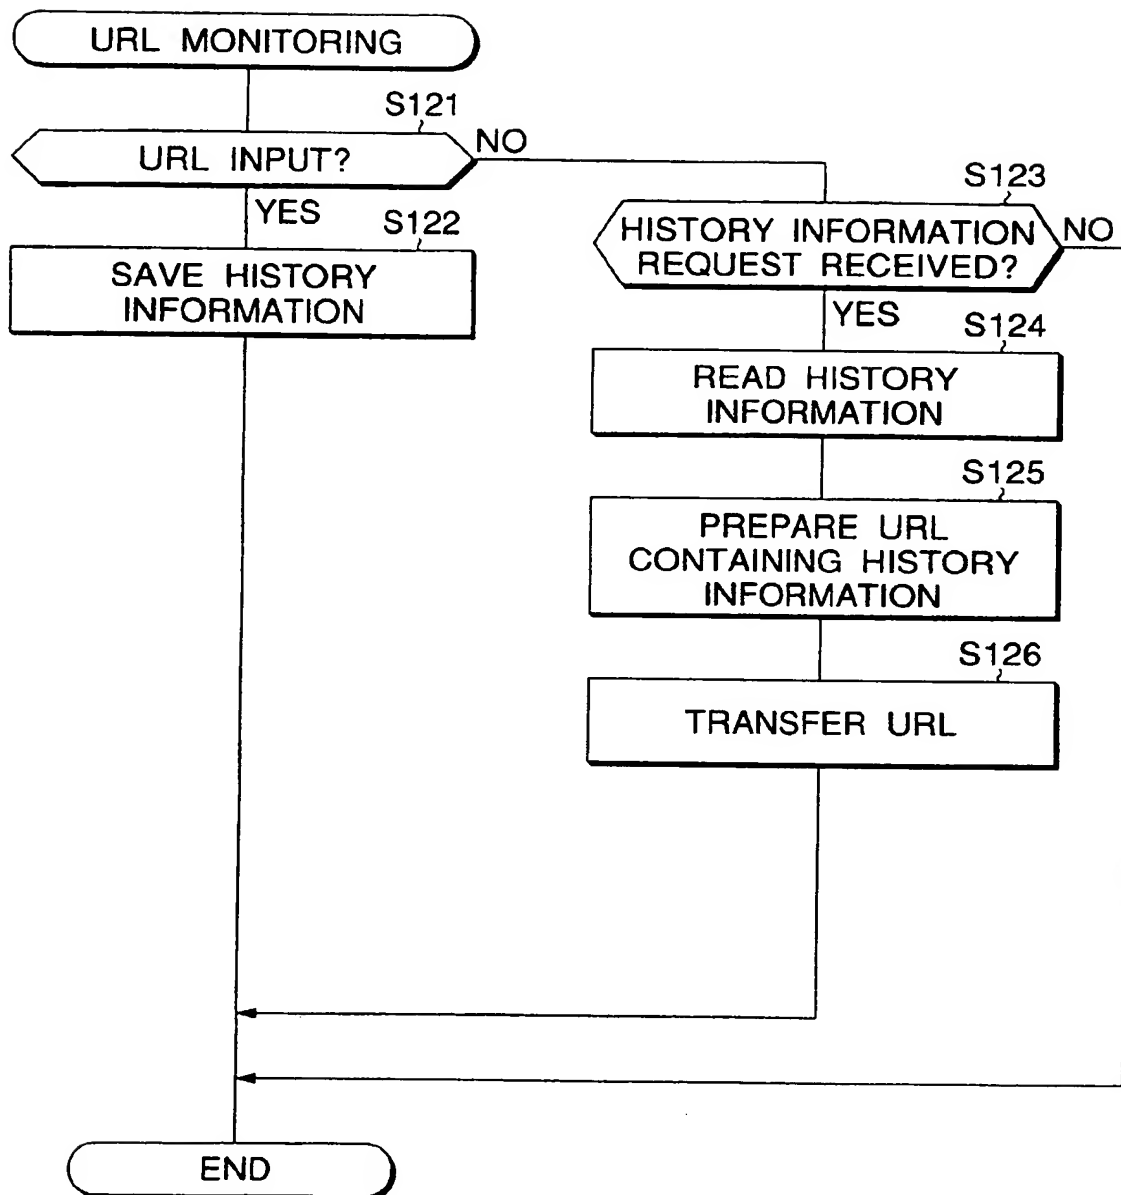 URL MONITORING
S121
URL INPUT?
NO
YES
S122
SAVE HISTORY
INFORMATION
S123
HISTORY INFORMATION
REQUEST RECEIVED?
NO
YES
S124
READ HISTORY
INFORMATION
S125
PREPARE URL
CONTAINING HISTORY
INFORMATION
S126
TRANSFER URL
END